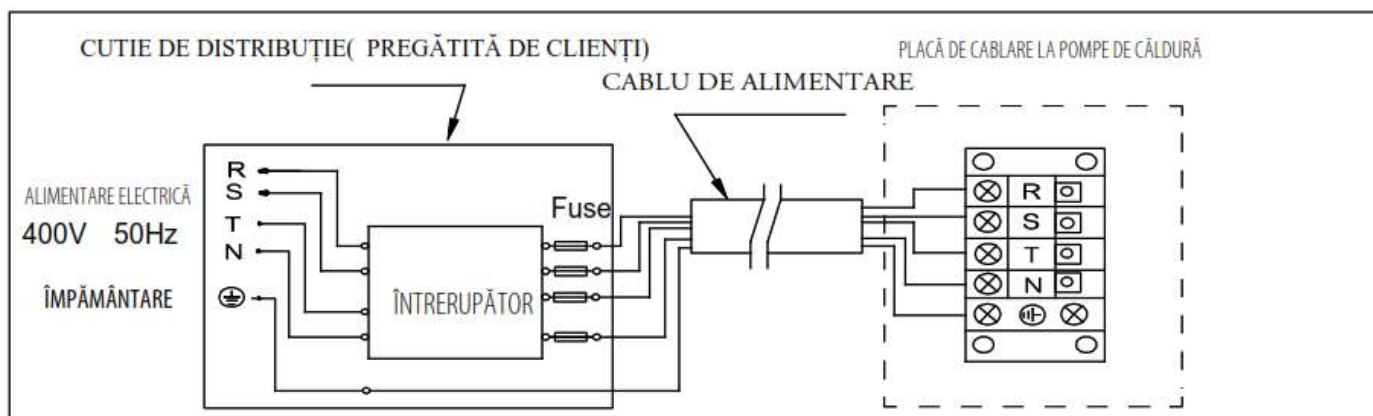 CUTIE DE DISTRIBUȚIE( PREGĂTITĂ DE CLIENȚI)
PLACĂ DE CABLARE LA POMPE DE CĂLDURĂ
CABLU DE ALIMENTARE
ALIMENTARE ELECTRICĂ
400V 50Hz
ÎMPĂMÂNTARE
R
S
T
N
ÎNTRERUPĂTOR
Fuse
R
S
T
N